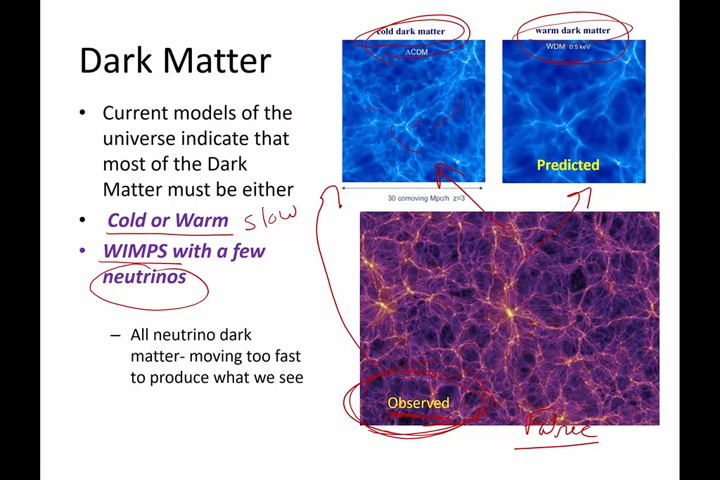 Dark Matter
• Current models of the
universe indicate that
most of the Dark
Matter must be either
• Cold or Warm slow
• WIMPS with a few
neutrinos
– All neutrino dark
matter- moving too fast
to produce what we see
cold dark matter
ΛCDM
warm dark matter
WDM 0.5 keV
Predicted
30 comoving Mpc/h z=3
Observed